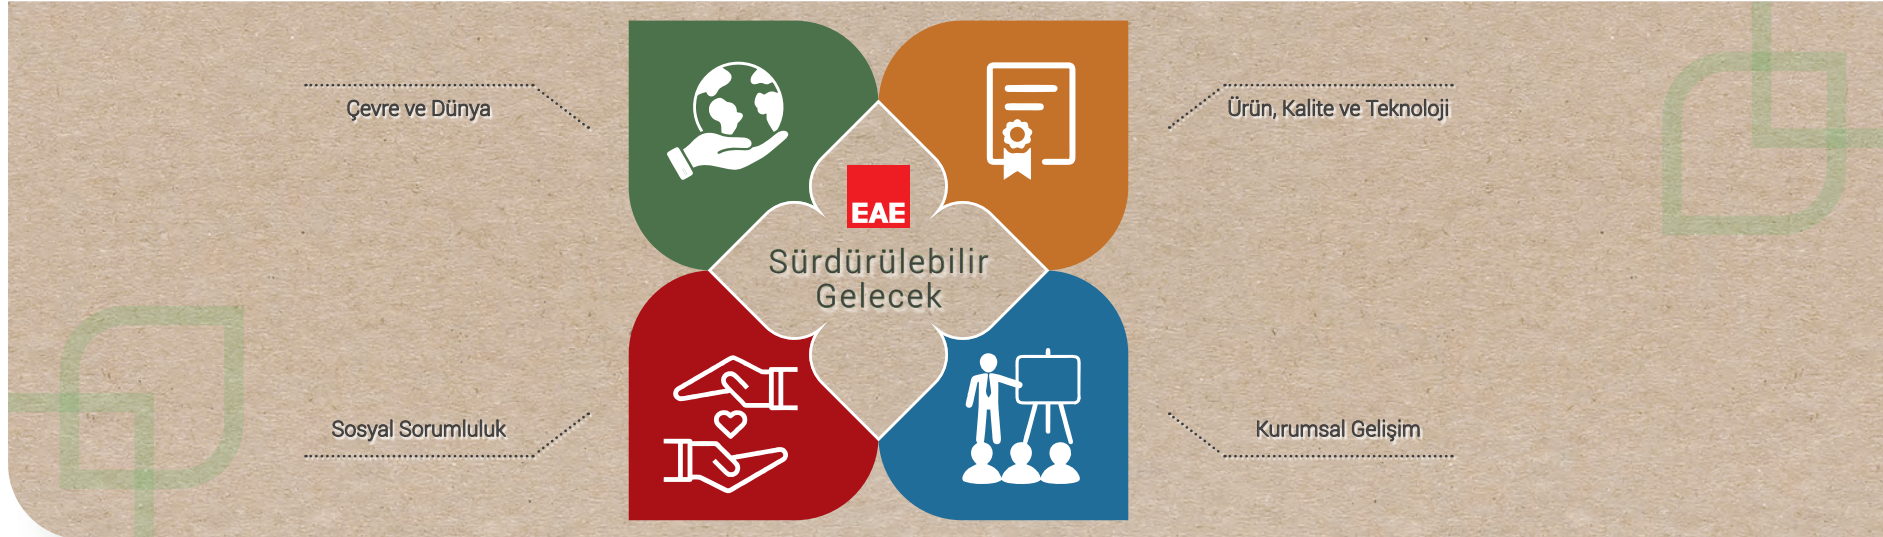 Çevre ve Dünya
Ürün, Kalite ve Teknoloji
EAE
Sürdürülebilir
Gelecek
Sosyal Sorumluluk
Kurumsal Gelişim